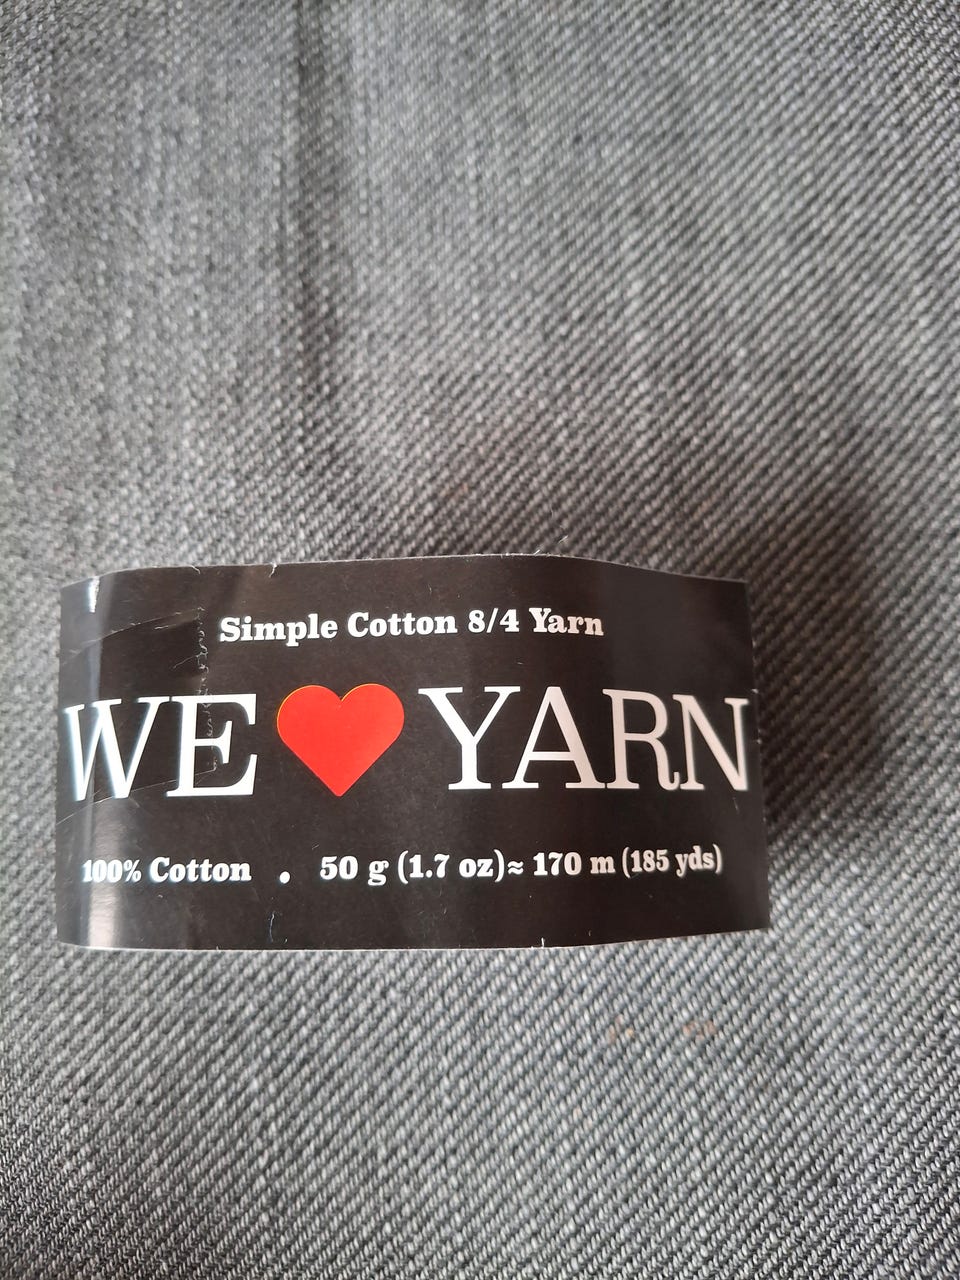 Simple Cotton 8/4 Yarn
WE ❤ YARN
100% Cotton . 50 g (1.7 oz)≈ 170 m (185 yds)